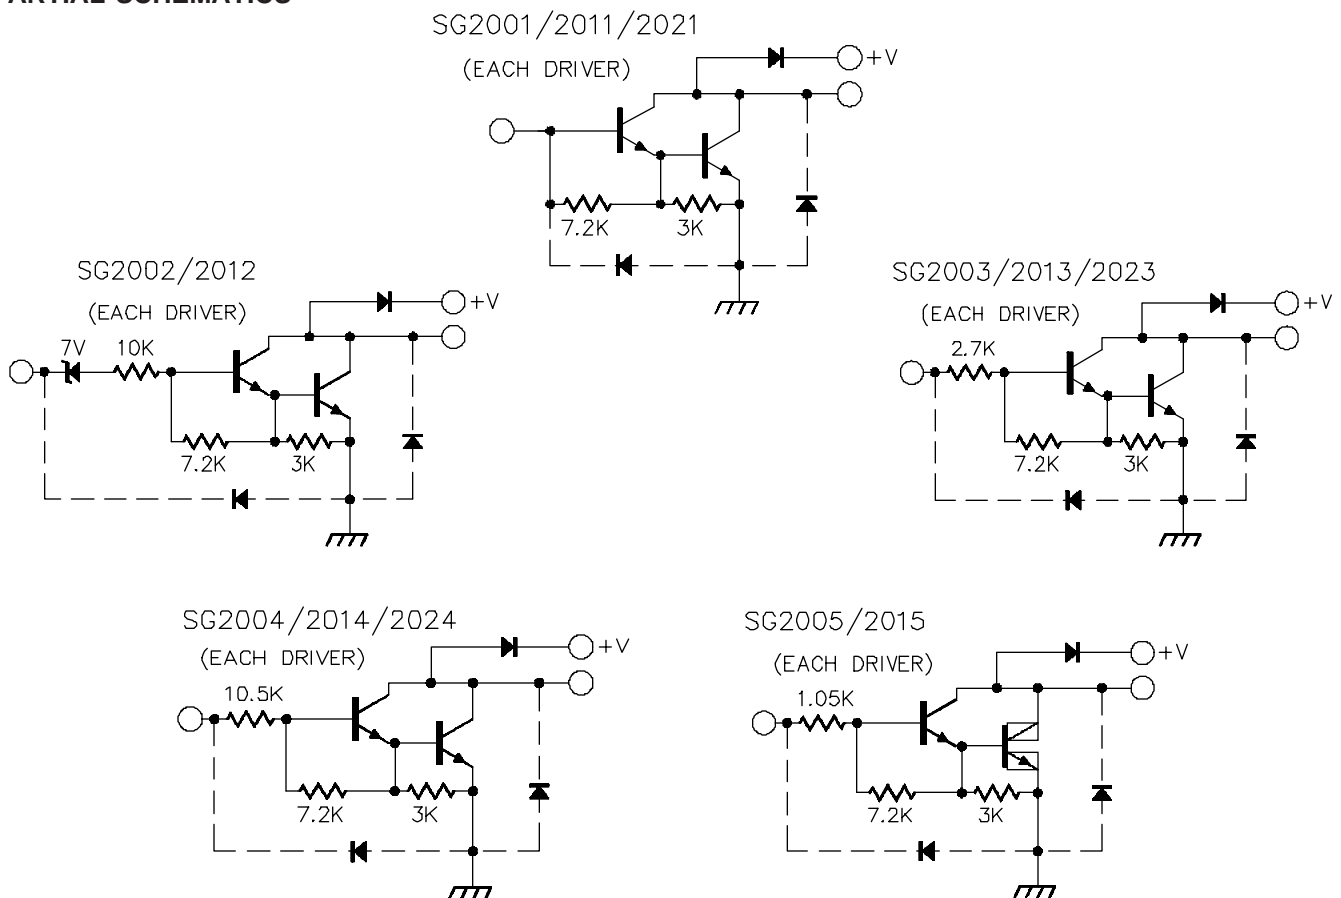 ARTIAL SCHEMATICS
SG2001/2011/2021
(EACH DRIVER)
+V
7.2K
3K
SG2002/2012
(EACH DRIVER)
+V
7V
10K
7.2K
3K
SG2003/2013/2023
(EACH DRIVER)
+V
2.7K
7.2K
3K
SG2004/2014/2024
(EACH DRIVER)
+V
10.5K
7.2K
3K
SG2005/2015
(EACH DRIVER)
+V
1.05K
7.2K
3K